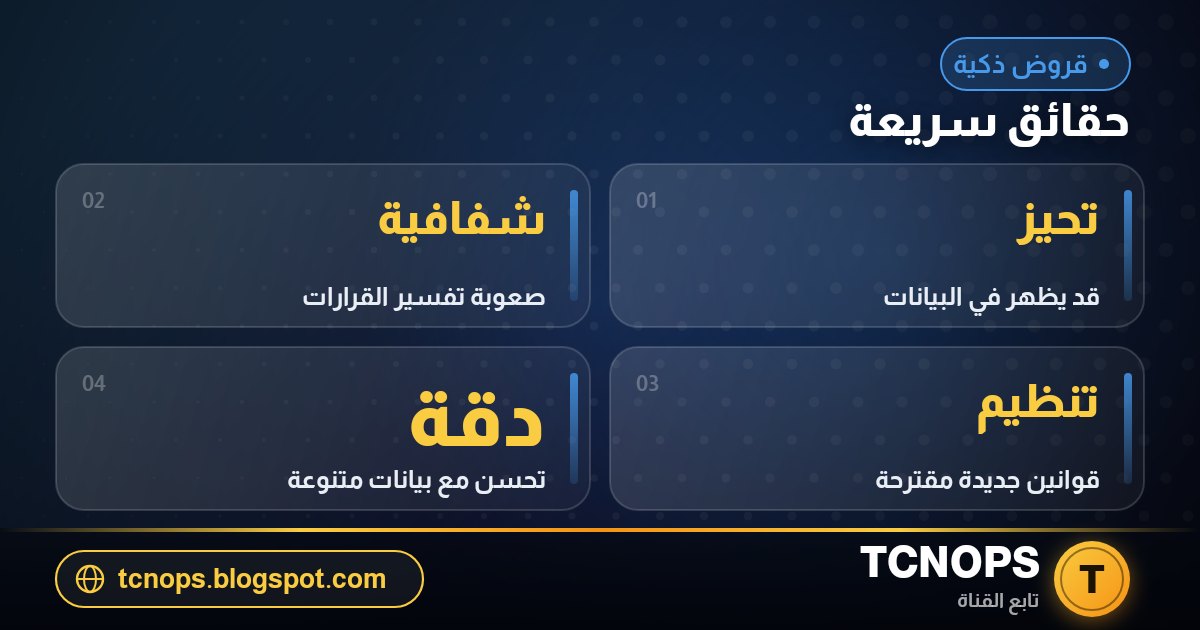 • قروض ذكية
حقائق سريعة
01
تحيز
قد يظهر في البيانات
02
شفافية
صعوبة تفسير القرارات
03
تنظيم
قوانين جديدة مقترحة
04
دقة
تحسن مع بيانات متنوعة
T
TCNOPS
تابع القناة
tcnops.blogspot.com